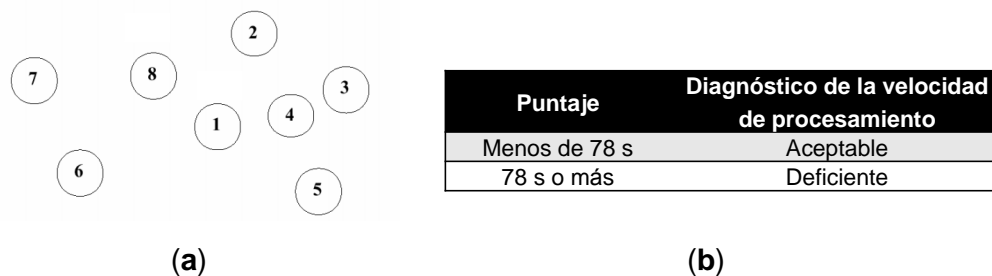 2
7
8
3
4
1
6
5
Puntaje
Diagnóstico de la velocidad
de procesamiento
Menos de 78 s Aceptable
78 s o más Deficiente
(a) (b)